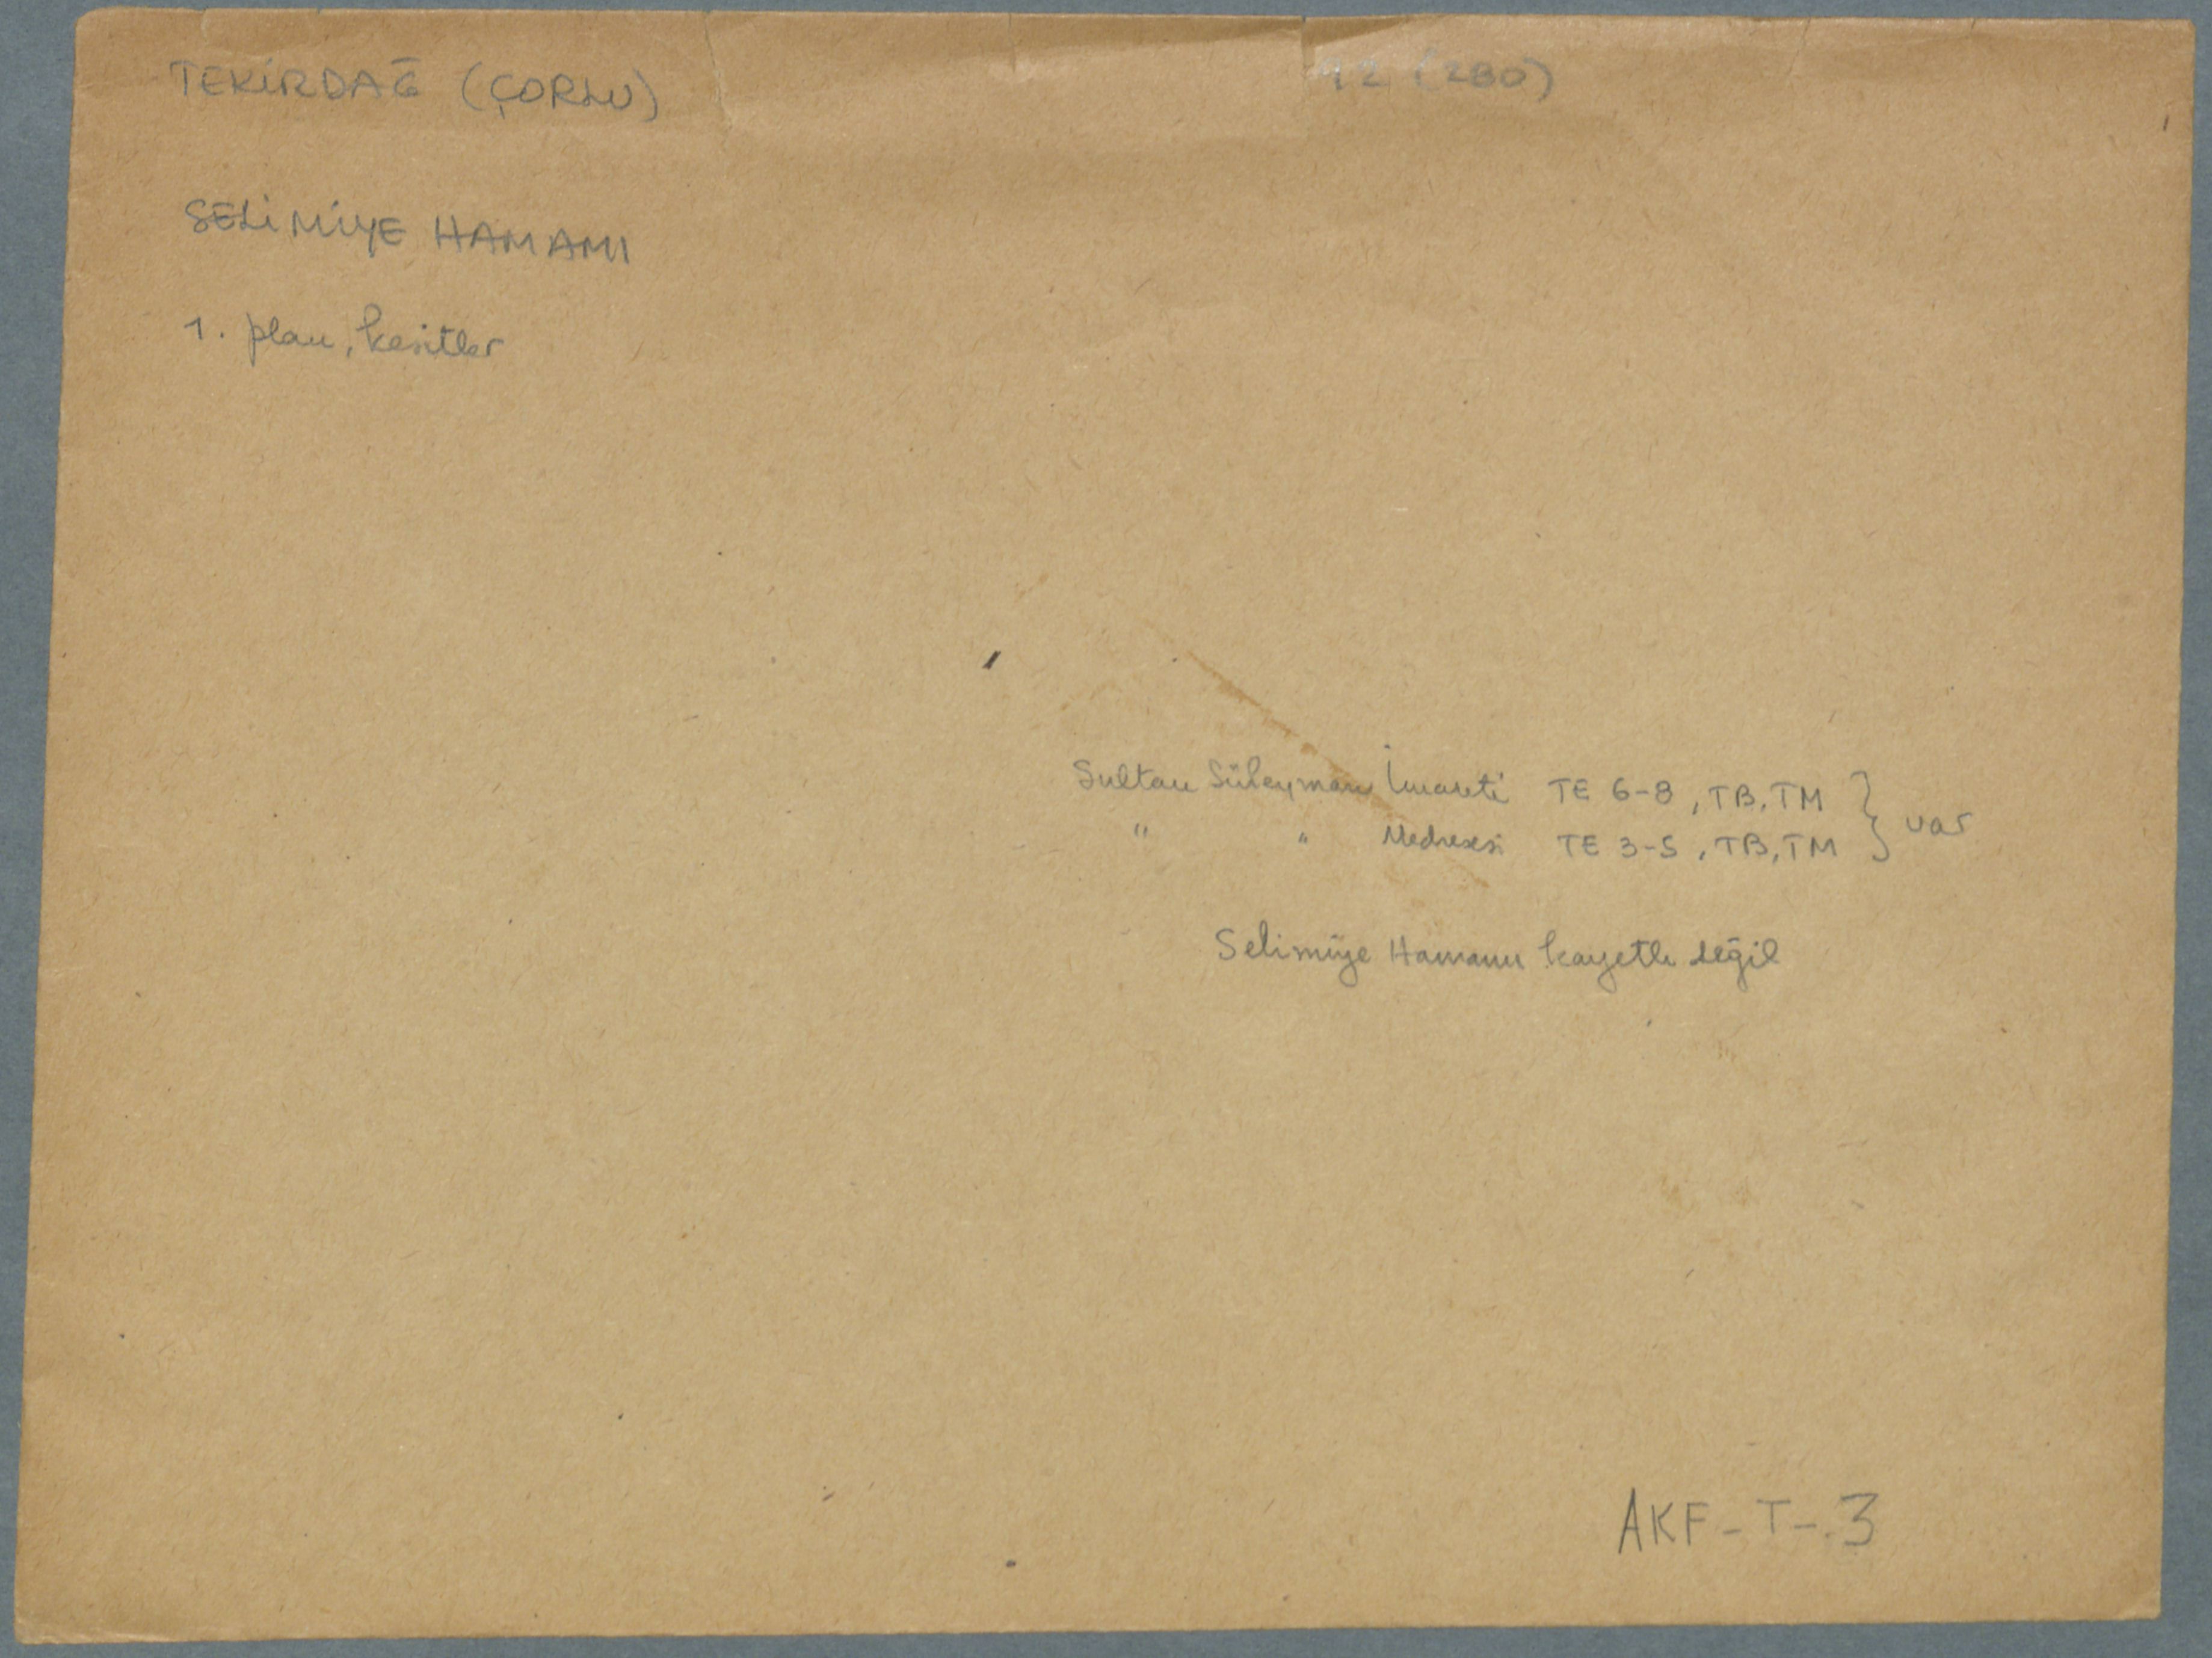 TEKİRDAĞ (ÇORLU)
92 (280)
SELİMİYE HAMAMI
1. plan, kesitler
Sultan Süleyman İmareti TE 6-8, TB, TM } var
" " Medresesi TE 3-5, TB, TM
Selimiye Hamamı kayıtlı değil
AKF-T-3